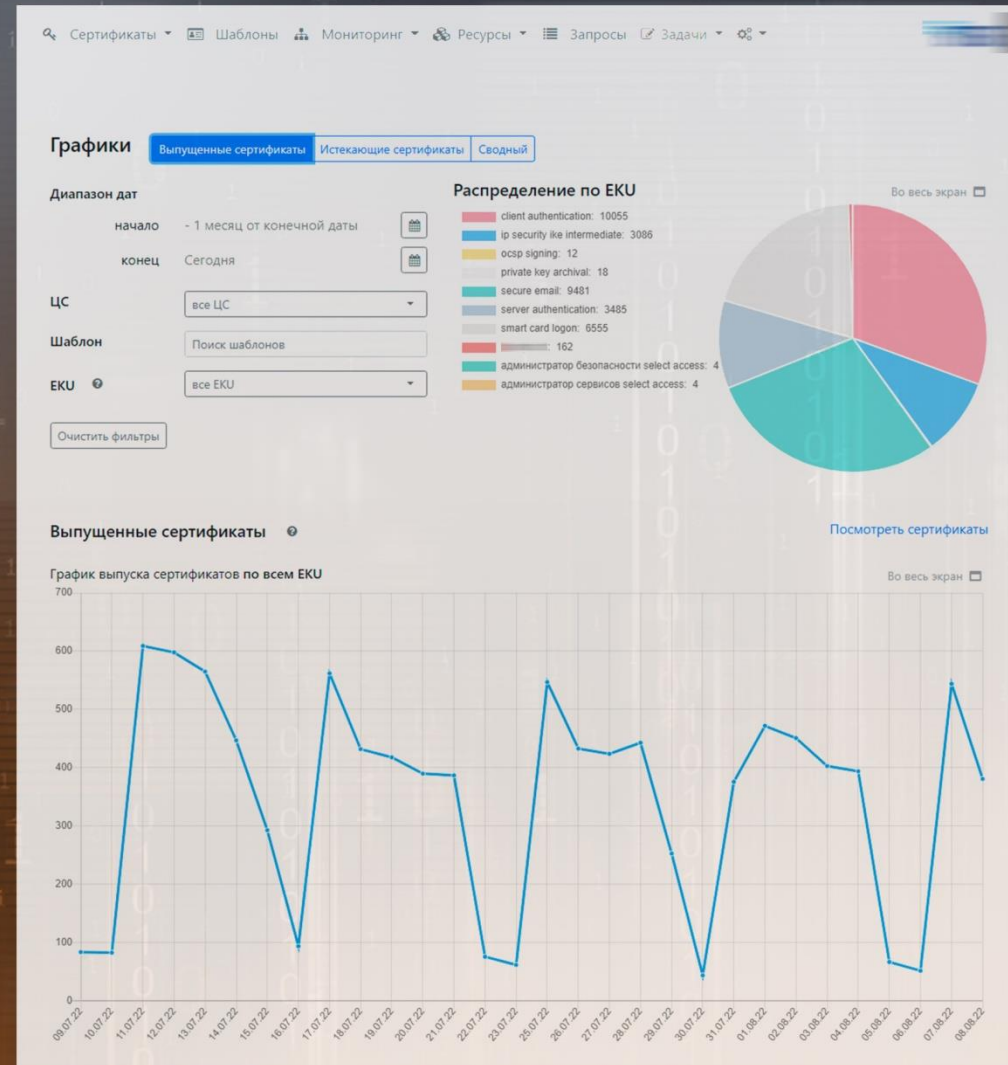 Сертификаты Шаблоны Мониторинг Ресурсы Запросы Задачи
Графики Выпущенные сертификаты Истекающие сертификаты Сводный
Диапазон дат
начало - 1 месяц от конечной даты
конец Сегодня
ЦС все ЦС
Шаблон Поиск шаблонов
EKU все EKU
Очистить фильтры
Распределение по EKU Во весь экран
client authentication: 10055
ip security ike intermediate: 3086
ocsp signing: 12
private key archival: 18
secure email: 9481
server authentication: 3485
smart card logon: 6555
: 162
администратор безопасности select access: 4
администратор сервисов select access: 4
Выпущенные сертификаты Посмотреть сертификаты
График выпуска сертификатов по всем EKU Во весь экран
700
600
500
400
300
200
100
0
09.07.22 10.07.22 11.07.22 12.07.22 13.07.22 14.07.22 15.07.22 16.07.22 17.07.22 18.07.22 19.07.22 20.07.22 21.07.22 22.07.22 23.07.22 25.07.22 26.07.22 27.07.22 28.07.22 29.07.22 30.07.22 31.07.22 01.08.22 02.08.22 03.08.22 04.08.22 05.08.22 06.08.22 07.08.22 08.08.22